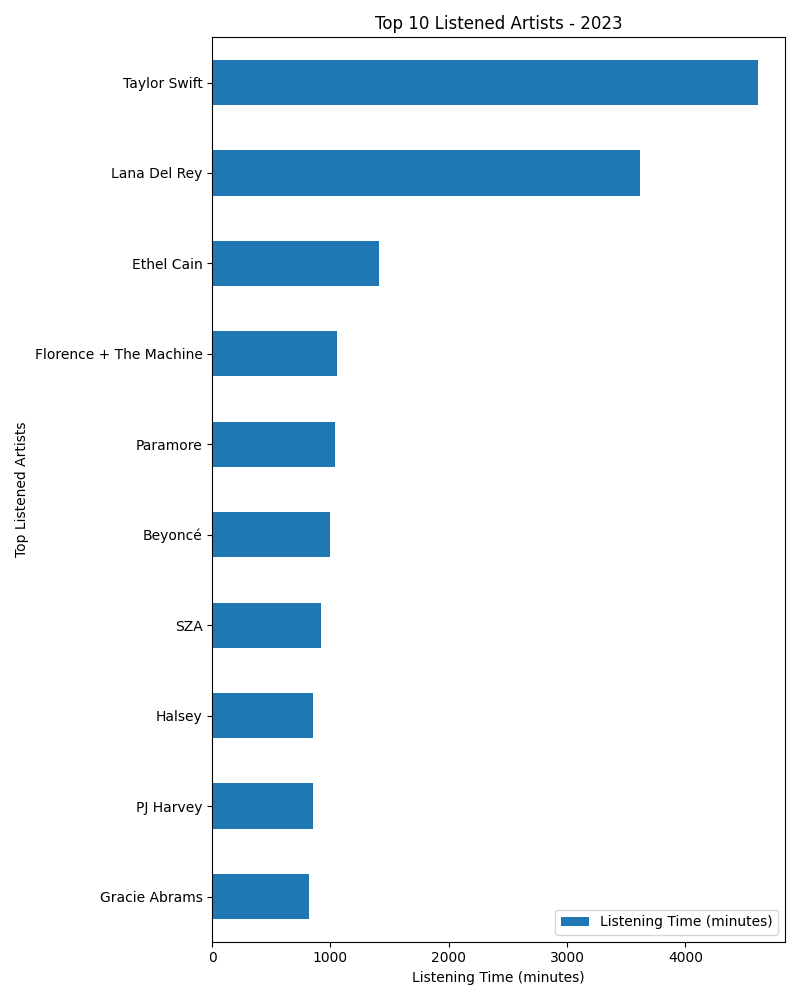 Top 10 Listened Artists - 2023
Top Listened Artists
Taylor Swift
Lana Del Rey
Ethel Cain
Florence + The Machine
Paramore
Beyoncé
SZA
Halsey
PJ Harvey
Gracie Abrams
Listening Time (minutes)
0 1000 2000 3000 4000
Listening Time (minutes)